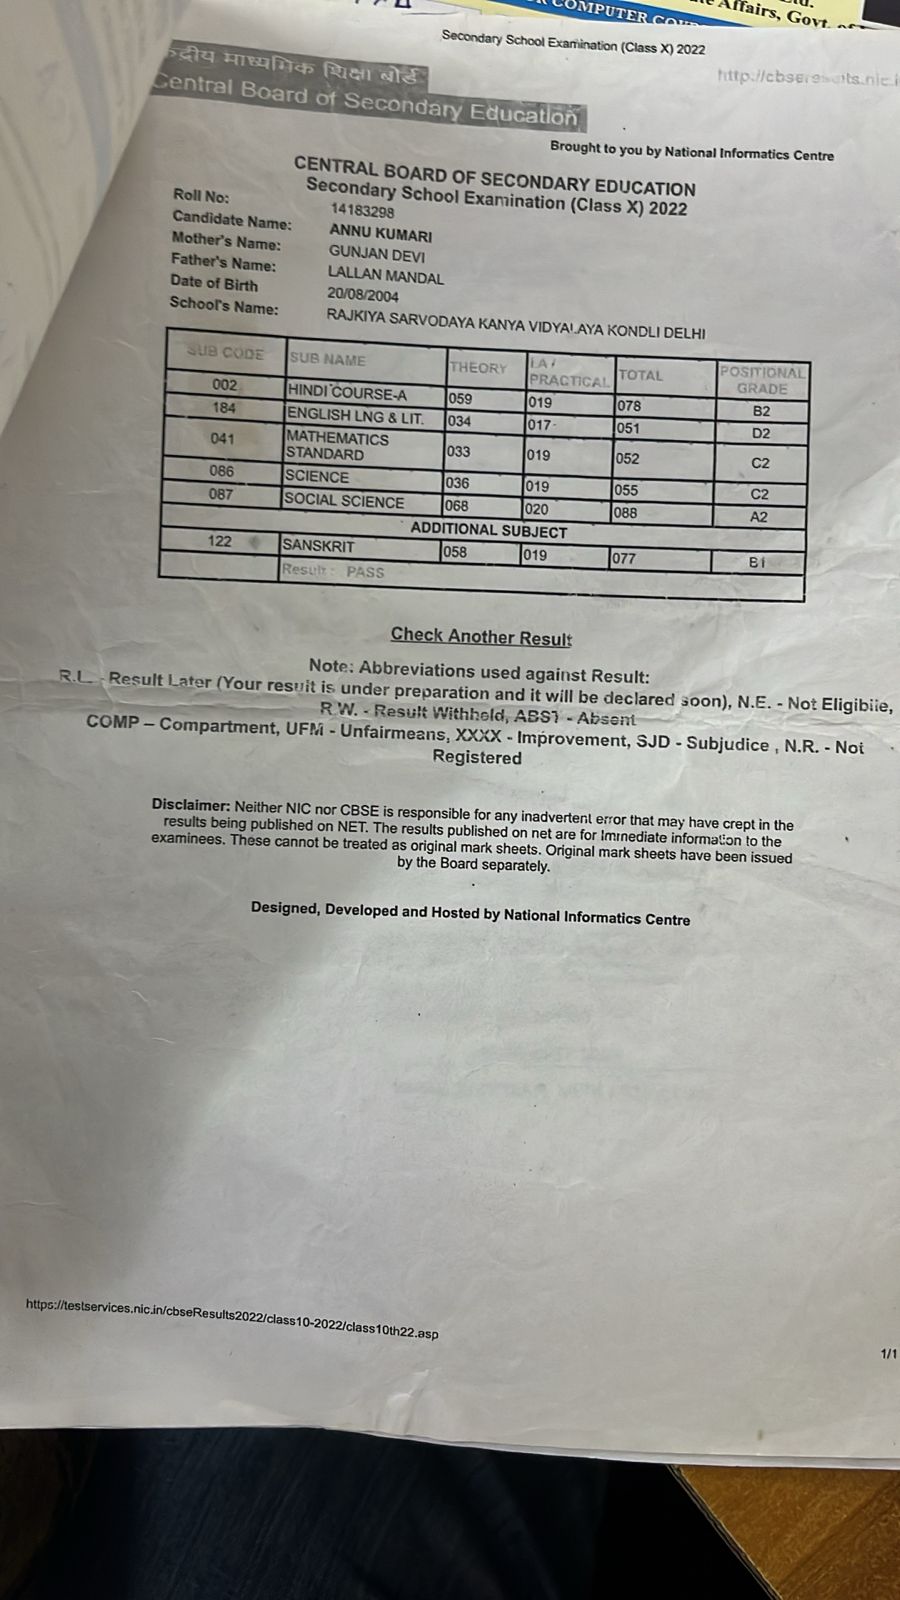 COMPUTER
Affairs, Govt. of
Secondary School Examination (Class X) 2022
माध्यमिक शिक्षा बोर्ड
Central Board of Secondary Education
Brought to you by National Informatics Centre
CENTRAL BOARD OF SECONDARY EDUCATION
Secondary School Examination (Class X) 2022
Roll No: 14183298
Candidate Name: ANNU KUMARI
Mother's Name: GUNJAN DEVI
Father's Name: LALLAN MANDAL
Date of Birth 20/08/2004
School's Name: RAJKIYA SARVODAYA KANYA VIDYALAYA KONDLI DELHI
SUB CODE SUB NAME THEORY IA / PRACTICAL TOTAL POSITIONAL GRADE
002 HINDI COURSE-A 059 019 078 B2
184 ENGLISH LNG & LIT. 034 017 051 D2
041 MATHEMATICS STANDARD 033 019 052 C2
086 SCIENCE 036 019 055 C2
087 SOCIAL SCIENCE 068 020 088 A2
ADDITIONAL SUBJECT
122 SANSKRIT 058 019 077 B1
Result: PASS
Check Another Result
Note: Abbreviations used against Result:
R.L. - Result Later (Your result is under preparation and it will be declared soon), N.E. - Not Eligibile,
R.W. - Result Withheld, ABST - Absent
COMP – Compartment, UFM - Unfairmeans, XXXX - Improvement, SJD - Subjudice , N.R. - Not
Registered
Disclaimer: Neither NIC nor CBSE is responsible for any inadvertent error that may have crept in the
results being published on NET. The results published on net are for Immediate information to the
examinees. These cannot be treated as original mark sheets. Original mark sheets have been issued
by the Board separately.
Designed, Developed and Hosted by National Informatics Centre
https://testservices.nic.in/cbseResults2022/class10-2022/class10th22.asp
1/1